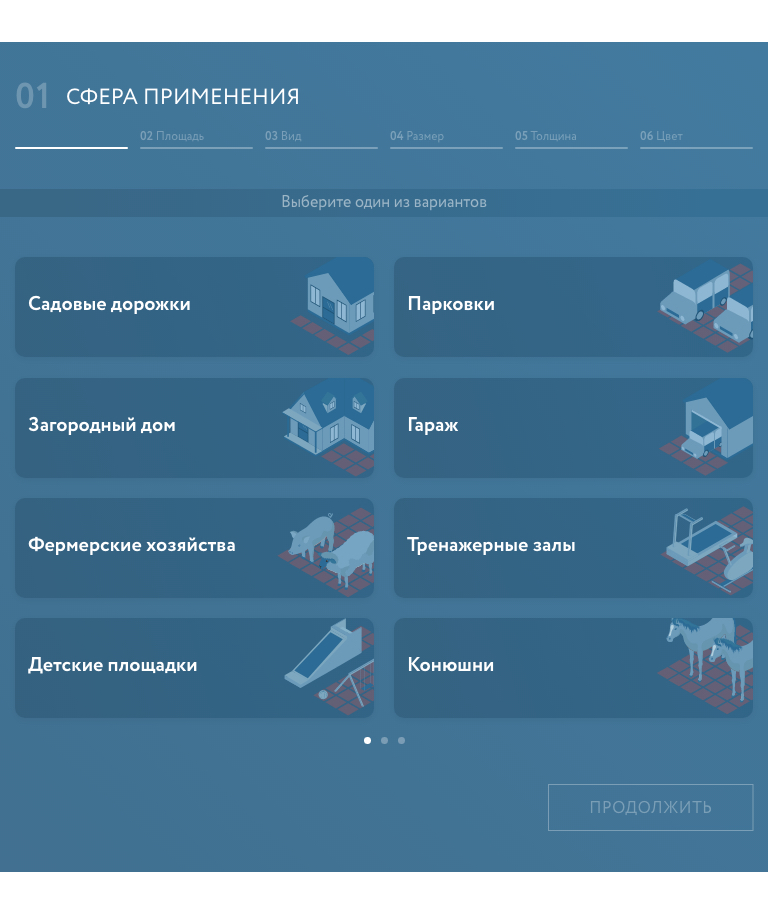 01 СФЕРА ПРИМЕНЕНИЯ
02 Площадь 03 Вид 04 Размер 05 Толщина 06 Цвет
Выберите один из вариантов
Садовые дорожки
Парковки
Загородный дом
Гараж
Фермерские хозяйства
Тренажерные залы
Детские площадки
Конюшни
ПРОДОЛЖИТЬ